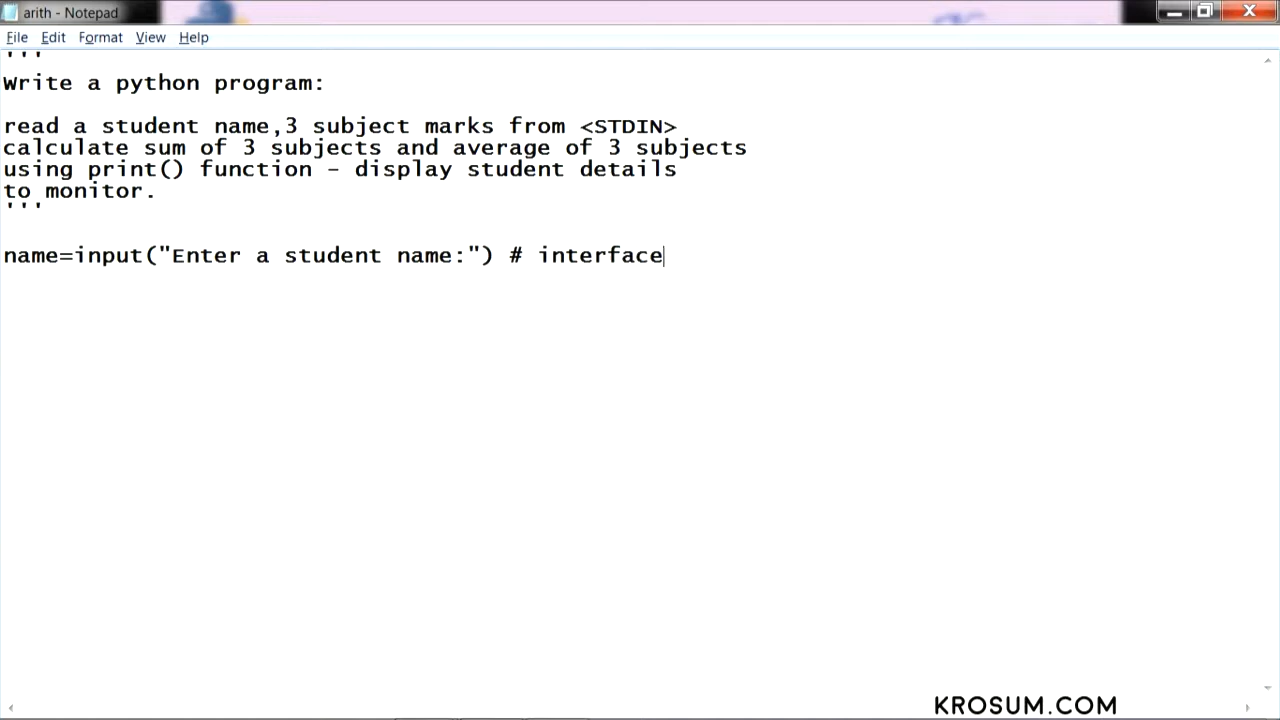 arith - Notepad
File Edit Format View Help
'''
Write a python program:
read a student name,3 subject marks from <STDIN>
calculate sum of 3 subjects and average of 3 subjects
using print() function - display student details
to monitor.
'''
name=input("Enter a student name:") # interface
KROSUM.COM